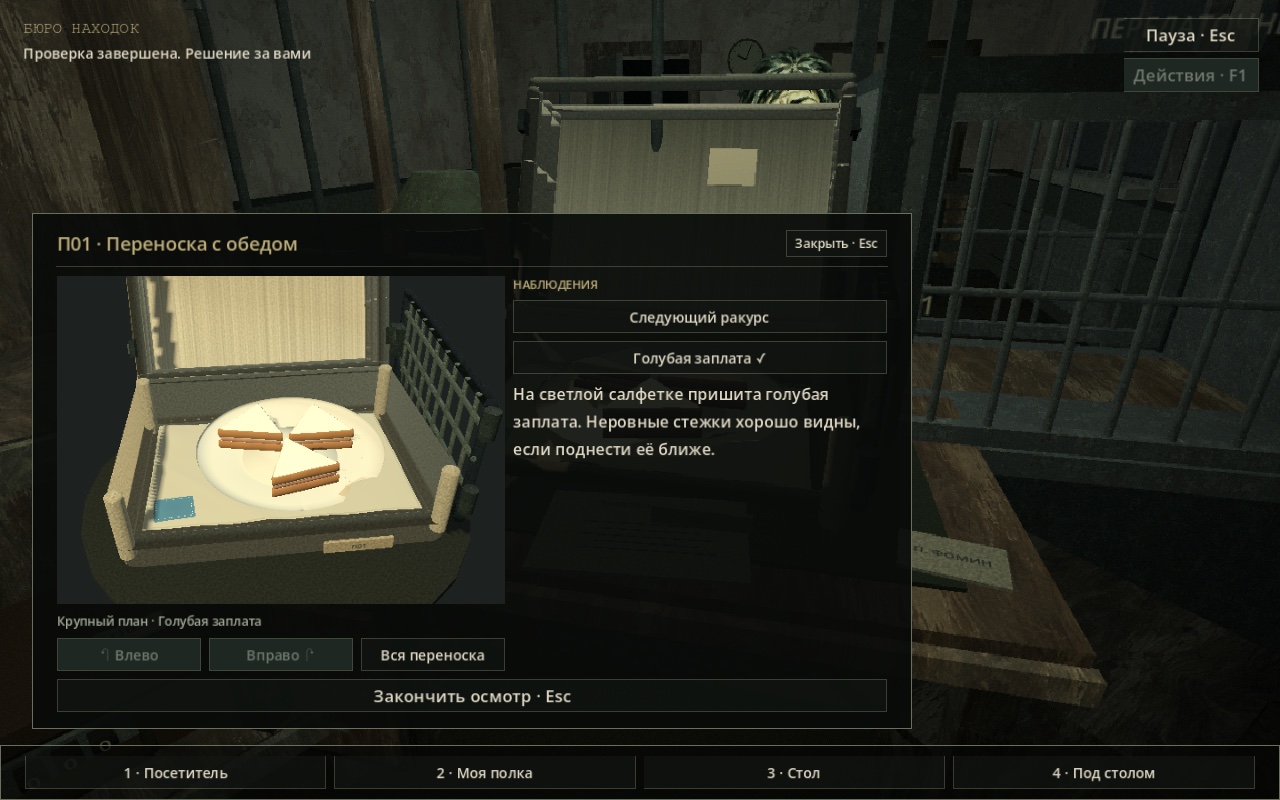 БЮРО НАХОДОК
Проверка завершена. Решение за вами
Пауза · Esc
Действия · F1
П01 · Переноска с обедом
Закрыть · Esc
НАБЛЮДЕНИЯ
Следующий ракурс
Голубая заплата ✓
На светлой салфетке пришита голубая
заплата. Неровные стежки хорошо видны,
если поднести её ближе.
П01
П. ФОМИН
Крупный план · Голубая заплата
Влево
Вправо
Вся переноска
Закончить осмотр · Esc
1 · Посетитель
2 · Моя полка
3 · Стол
4 · Под столом